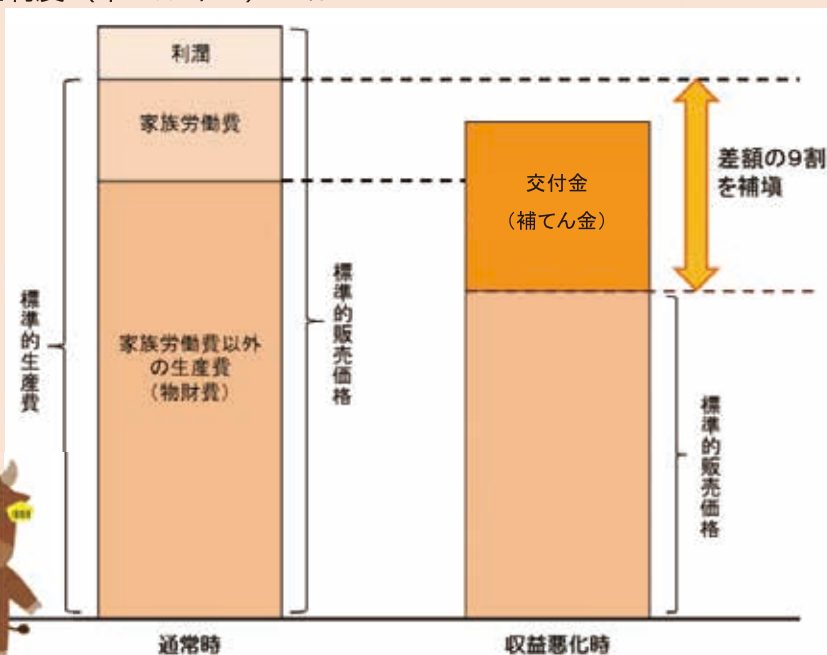 利潤
家族労働費
差額の9割
を補塡
交付金
（補てん金）
標準的販売価格
標準的生産費
家族労働費以外
の生産費
（物財費）
標準的販売価格
通常時
収益悪化時